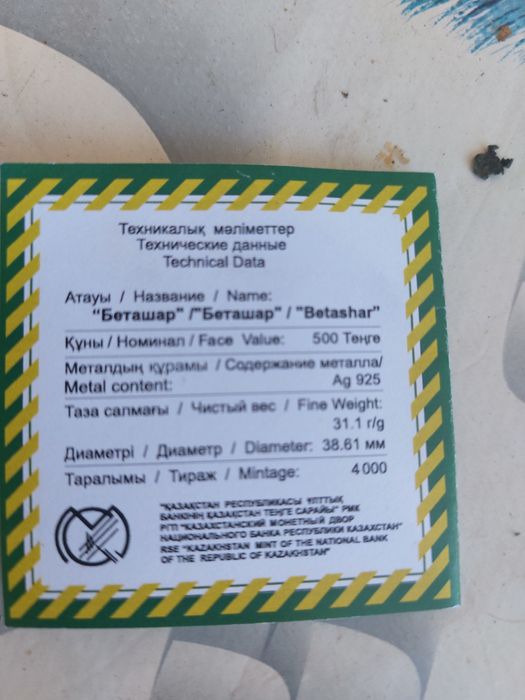 Техникалық мәліметтер
Технические данные
Technical Data
Атауы / Название / Name:
"Беташар" /"Беташар" / "Betashar"
Құны / Номинал / Face Value: 500 Теңге
Металдың құрамы / Содержание металла/
Metal content: Ag 925
Таза салмағы / Чистый вес / Fine Weight:
31.1 г/g
Диаметрі / Диаметр / Diameter: 38.61 мм
Таралымы / Тираж / Mintage: 4000
"ҚАЗАҚСТАН РЕСПУБЛИКАСЫ ҰЛТТЫҚ
БАНКІНІҢ ҚАЗАҚСТАН ТЕҢГЕ САРАЙЫ" РМК
РГП "КАЗАХСТАНСКИЙ МОНЕТНЫЙ ДВОР
НАЦИОНАЛЬНОГО БАНКА РЕСПУБЛИКИ КАЗАХСТАН"
RSE "KAZAKHSTAN MINT OF THE NATIONAL BANK
OF THE REPUBLIC OF KAZAKHSTAN"